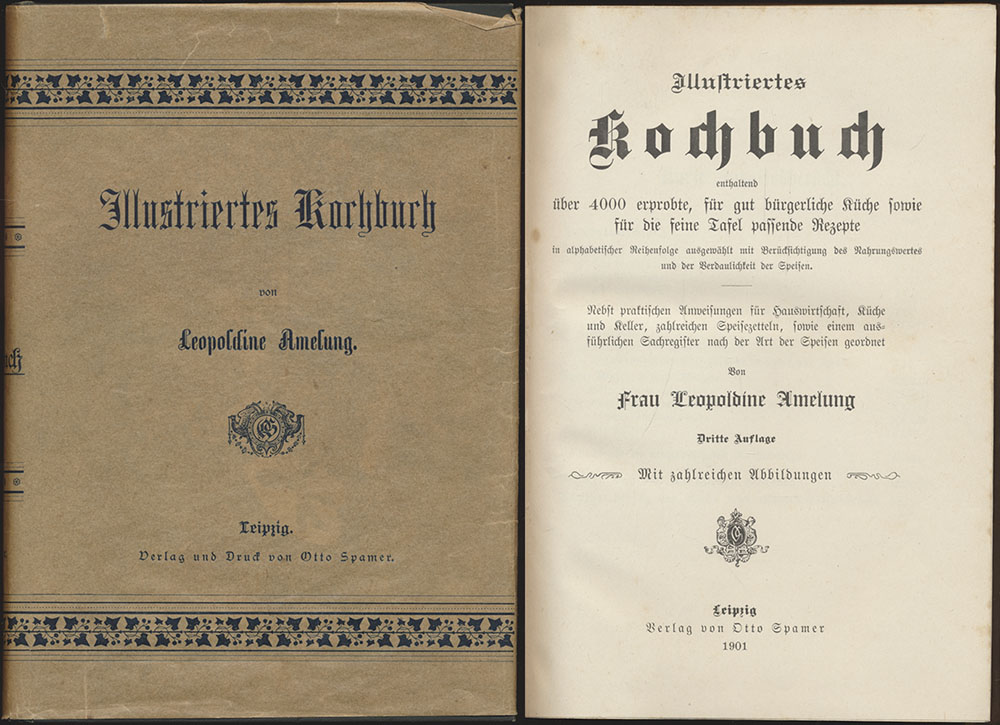 Illustriertes Kochbuch
von
Leopoldine Amelung.
Leipzig.
Verlag und Druck von Otto Spamer.
Illustriertes
Kochbuch
enthaltend
über 4000 erprobte, für gut bürgerliche Küche sowie
für die feine Tafel passende Rezepte
in alphabetischer Reihenfolge ausgewählt mit Berücksichtigung des Nahrungswertes
und der Verdaulichkeit der Speisen.
Nebst praktischen Anweisungen für Hauswirtschaft, Küche
und Keller, zahlreichen Speisezetteln, sowie einem aus-
führlichen Sachregister nach der Art der Speisen geordnet
Von
Frau Leopoldine Amelung
Dritte Auflage
Mit zahlreichen Abbildungen
Leipzig
Verlag von Otto Spamer
1901